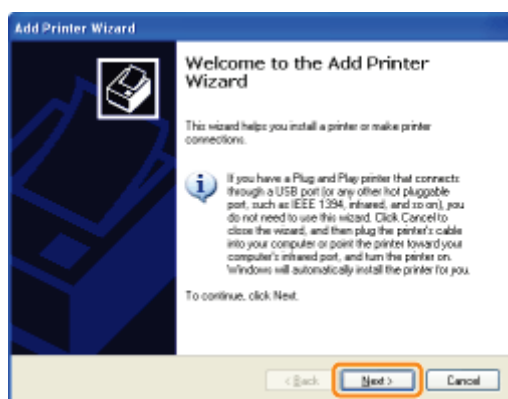 Add Printer Wizard
Welcome to the Add Printer
Wizard
This wizard helps you install a printer or make printer
connections.
If you have a Plug and Play printer that connects
through a USB port (or any other hot pluggable
port, such as IEEE 1394, infrared, and so on), you
do not need to use this wizard. Click Cancel to
close the wizard, and then plug the printer's cable
into your computer or point the printer toward your
computer's infrared port, and turn the printer on.
Windows will automatically install the printer for you.
To continue, click Next.
< Back
Next >
Cancel